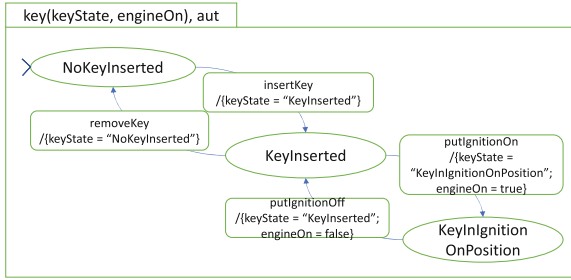 key(keyState, engineOn), aut
NoKeyInserted
insertKey
/{keyState = “KeyInserted”}
removeKey
/{keyState = “NoKeyInserted”}
KeyInserted
putIgnitionOn
/{keyState =
“KeyInIgnitionOnPosition”;
engineOn = true}
putIgnitionOff
/{keyState = “KeyInserted”;
engineOn = false}
KeyInIgnition
OnPosition